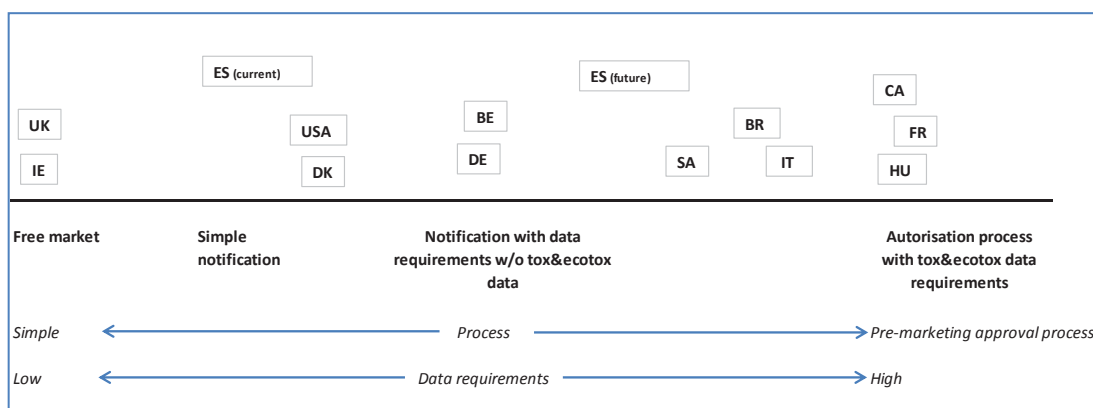 ES (current)
ES (future)
CA
UK
USA
BE
BR
FR
IE
DK
DE
SA
IT
HU
Free market
Simple
notification
Notification with data
requirements w/o tox&ecotox
data
Autorisation process
with tox&ecotox data
requirements
Simple
Process
Pre-marketing approval process
Low
Data requirements
High